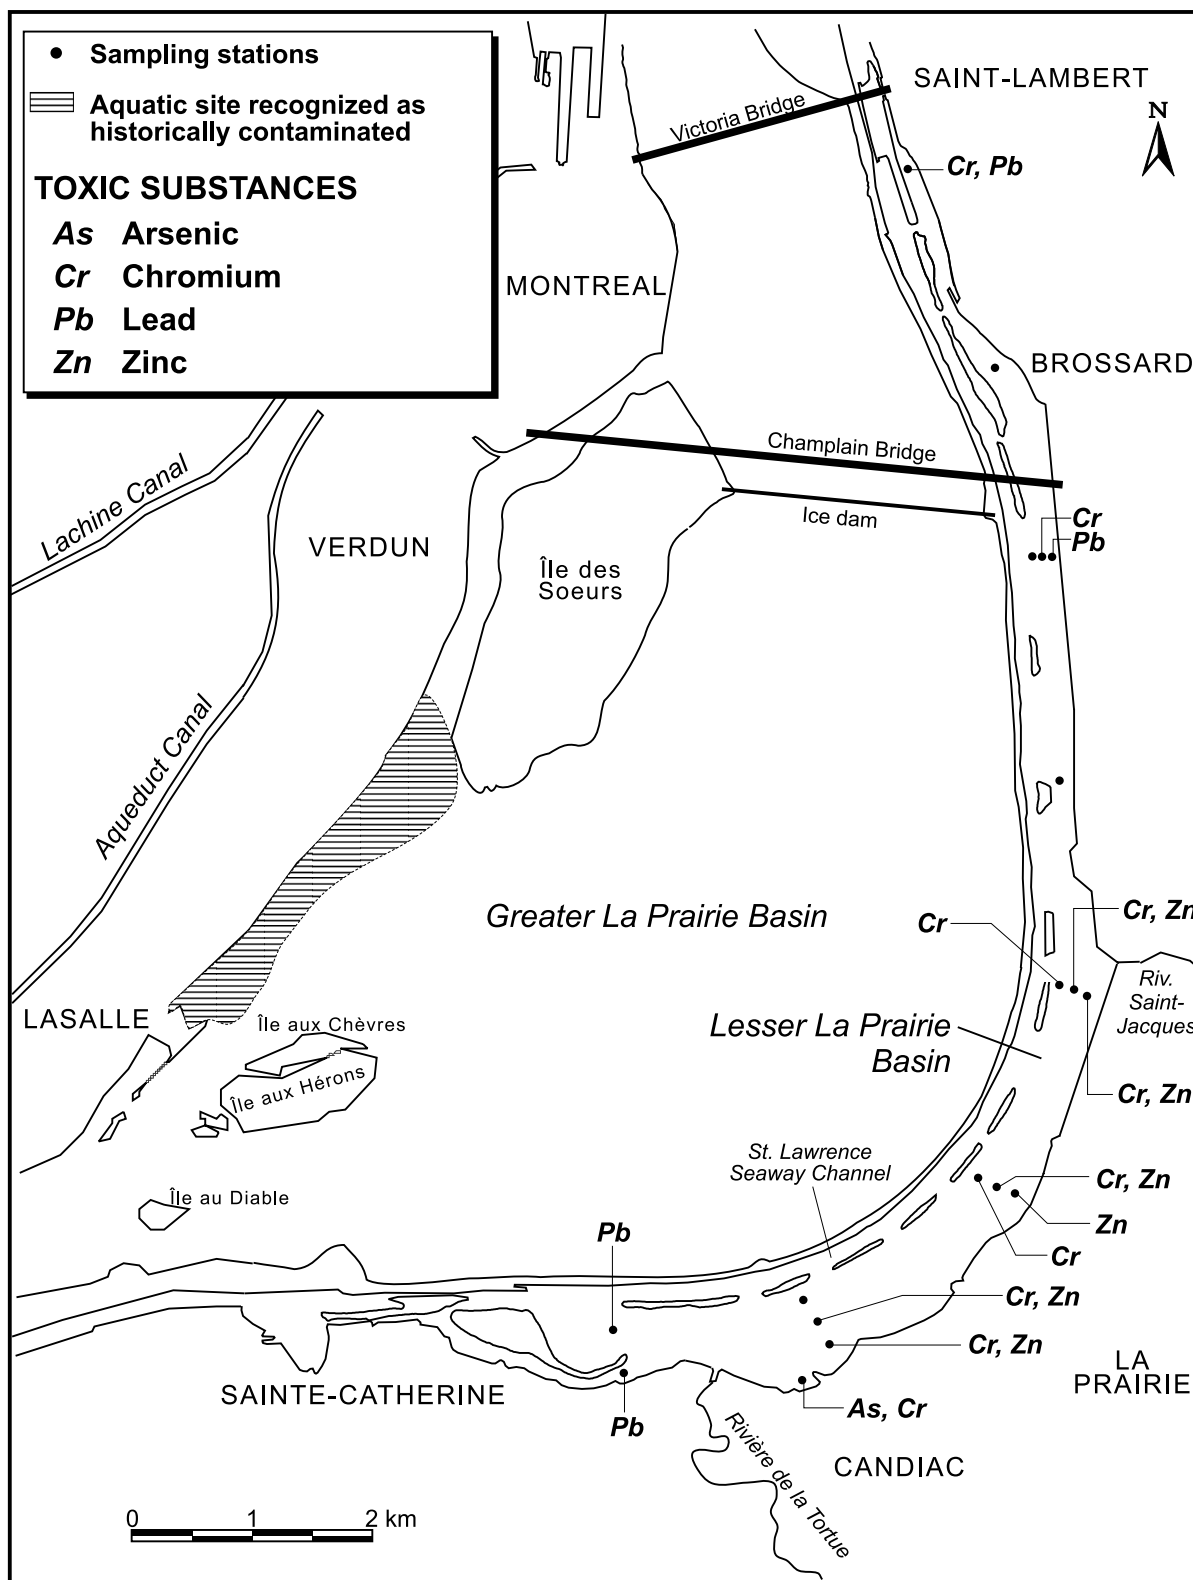 Sampling stations
Aquatic site recognized as
historically contaminated
TOXIC SUBSTANCES
As Arsenic
Cr Chromium
Pb Lead
Zn Zinc
SAINT-LAMBERT
N
Victoria Bridge
Cr, Pb
MONTREAL
BROSSARD
Champlain Bridge
Lachine Canal
Ice dam
Cr
Pb
VERDUN
Île des
Soeurs
Aqueduct Canal
Greater La Prairie Basin
Cr
Cr, Zn
Riv.
Saint-
Jacques
LASALLE
Île aux Chèvres
Lesser La Prairie
Basin
Île aux Hérons
Cr, Zn
St. Lawrence
Seaway Channel
Cr, Zn
Île au Diable
Zn
Pb
Cr
Cr, Zn
Cr, Zn
LA
PRAIRIE
SAINTE-CATHERINE
Pb
As, Cr
Rivière de la Tortue
CANDIAC
0 1 2 km